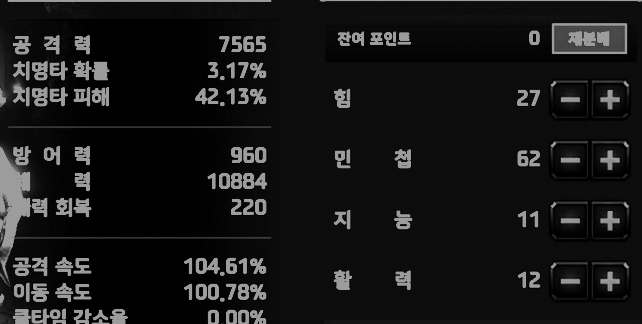 공 격 력 7565
치명타 확률 3.17%
치명타 피해 42.13%
방 어 력 960
체 력 10884
체력 회복 220
공격 속도 104.61%
이동 속도 100.78%
쿨타임 감소율 0.00%
잔여 포인트 0 재분배
힘 27
민 첩 62
지 능 11
활 력 12